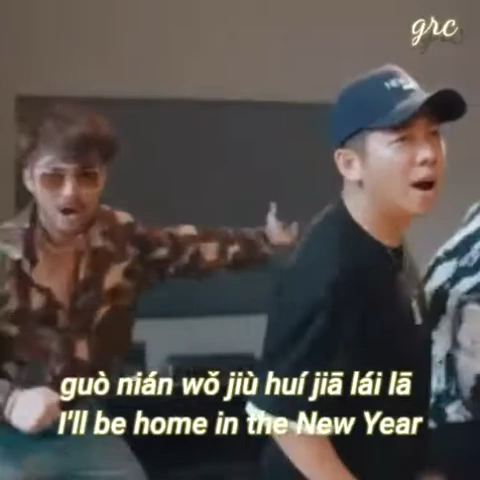 grc
guò nián wǒ jiù huí jiā lái lā
I'll be home in the New Year